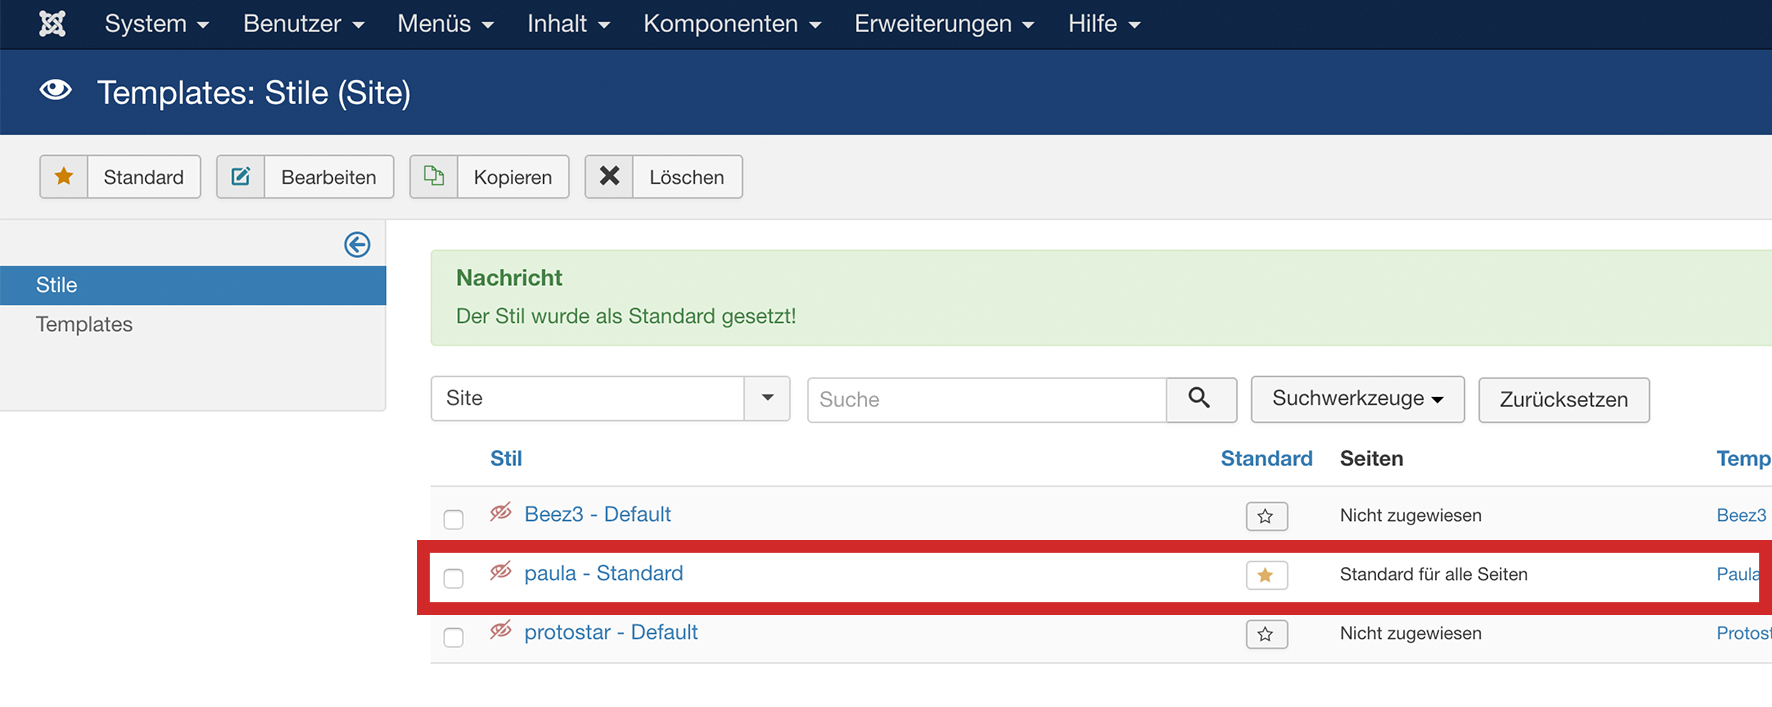 System Benutzer Menüs Inhalt Komponenten Erweiterungen Hilfe
Templates: Stile (Site)
Standard Bearbeiten Kopieren Löschen
Stile
Templates
Nachricht
Der Stil wurde als Standard gesetzt!
Site Suche Suchwerkzeuge Zurücksetzen
Stil Standard Seiten Temp
Beez3 - Default Nicht zugewiesen Beez3
paula - Standard Standard für alle Seiten Paula
protostar - Default Nicht zugewiesen Protost